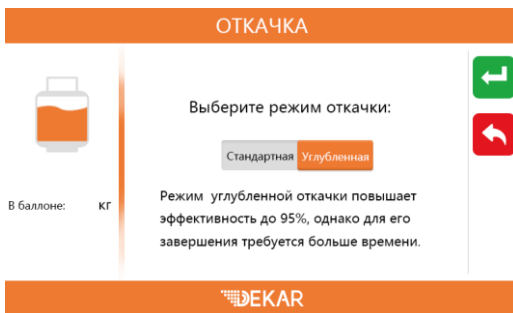 ОТКАЧКА
Выберите режим откачки:
Стандартная Углубленная
Режим углубленной откачки повышает
эффективность до 95%, однако для его
завершения требуется больше времени.
В баллоне: кг
DEKAR